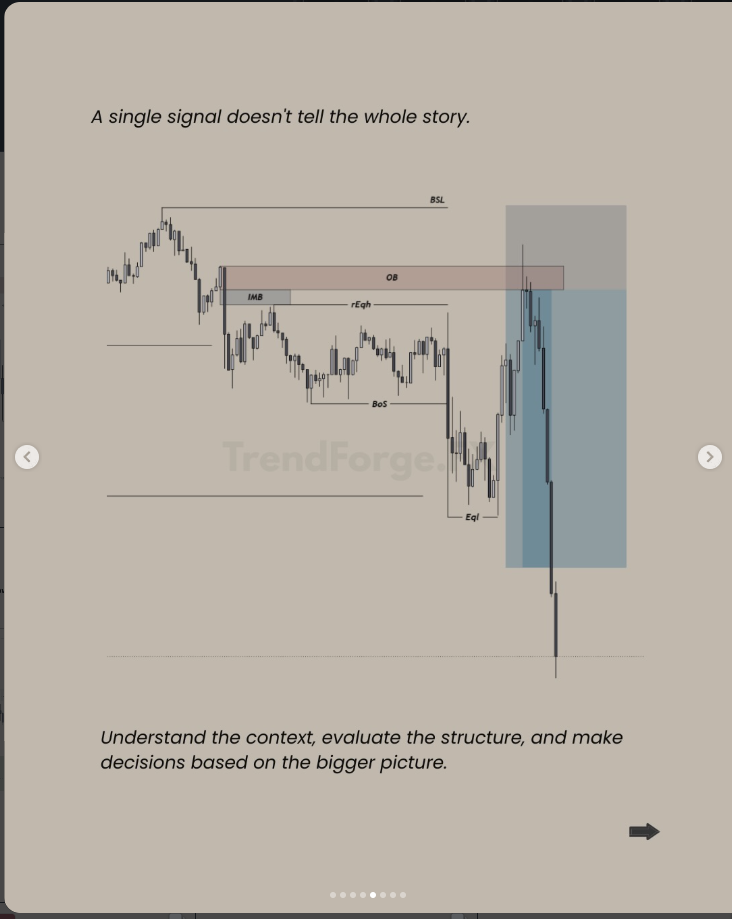 A single signal doesn't tell the whole story.
BSL
OB
IMB
rEqh
BoS
TrendForge.
Eql
Understand the context, evaluate the structure, and make
decisions based on the bigger picture.